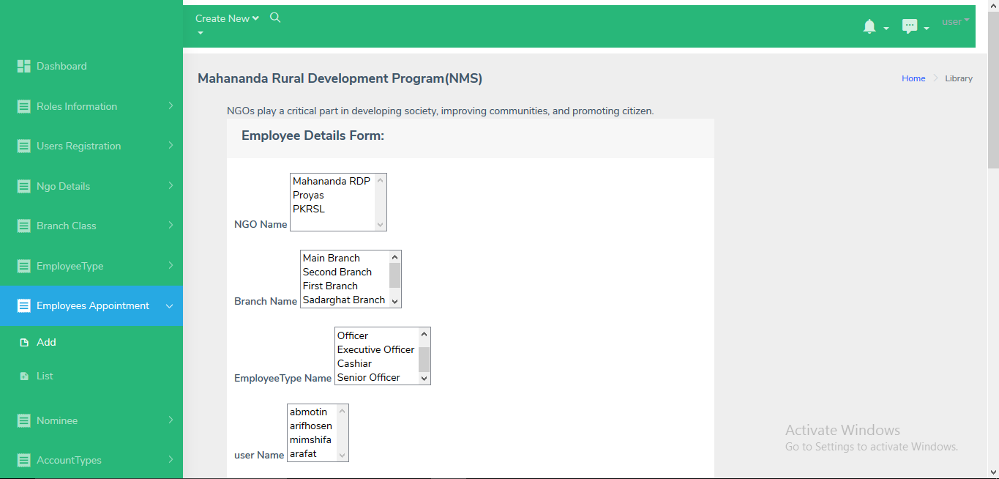 Create New
user
Dashboard
Roles Information
Users Registration
Ngo Details
Branch Class
EmployeeType
Employees Appointment
Add
List
Nominee
AccountTypes
Mahananda Rural Development Program(NMS)
Home
Library
NGOs play a critical part in developing society, improving communities, and promoting citizen.
Employee Details Form:
NGO Name
Mahananda RDP
Proyas
PKRSL
Branch Name
Main Branch
Second Branch
First Branch
Sadarghat Branch
EmployeeType Name
Officer
Executive Officer
Cashiar
Senior Officer
user Name
abmotin
arifhosen
mimshifa
arafat
Activate Windows
Go to Settings to activate Windows.